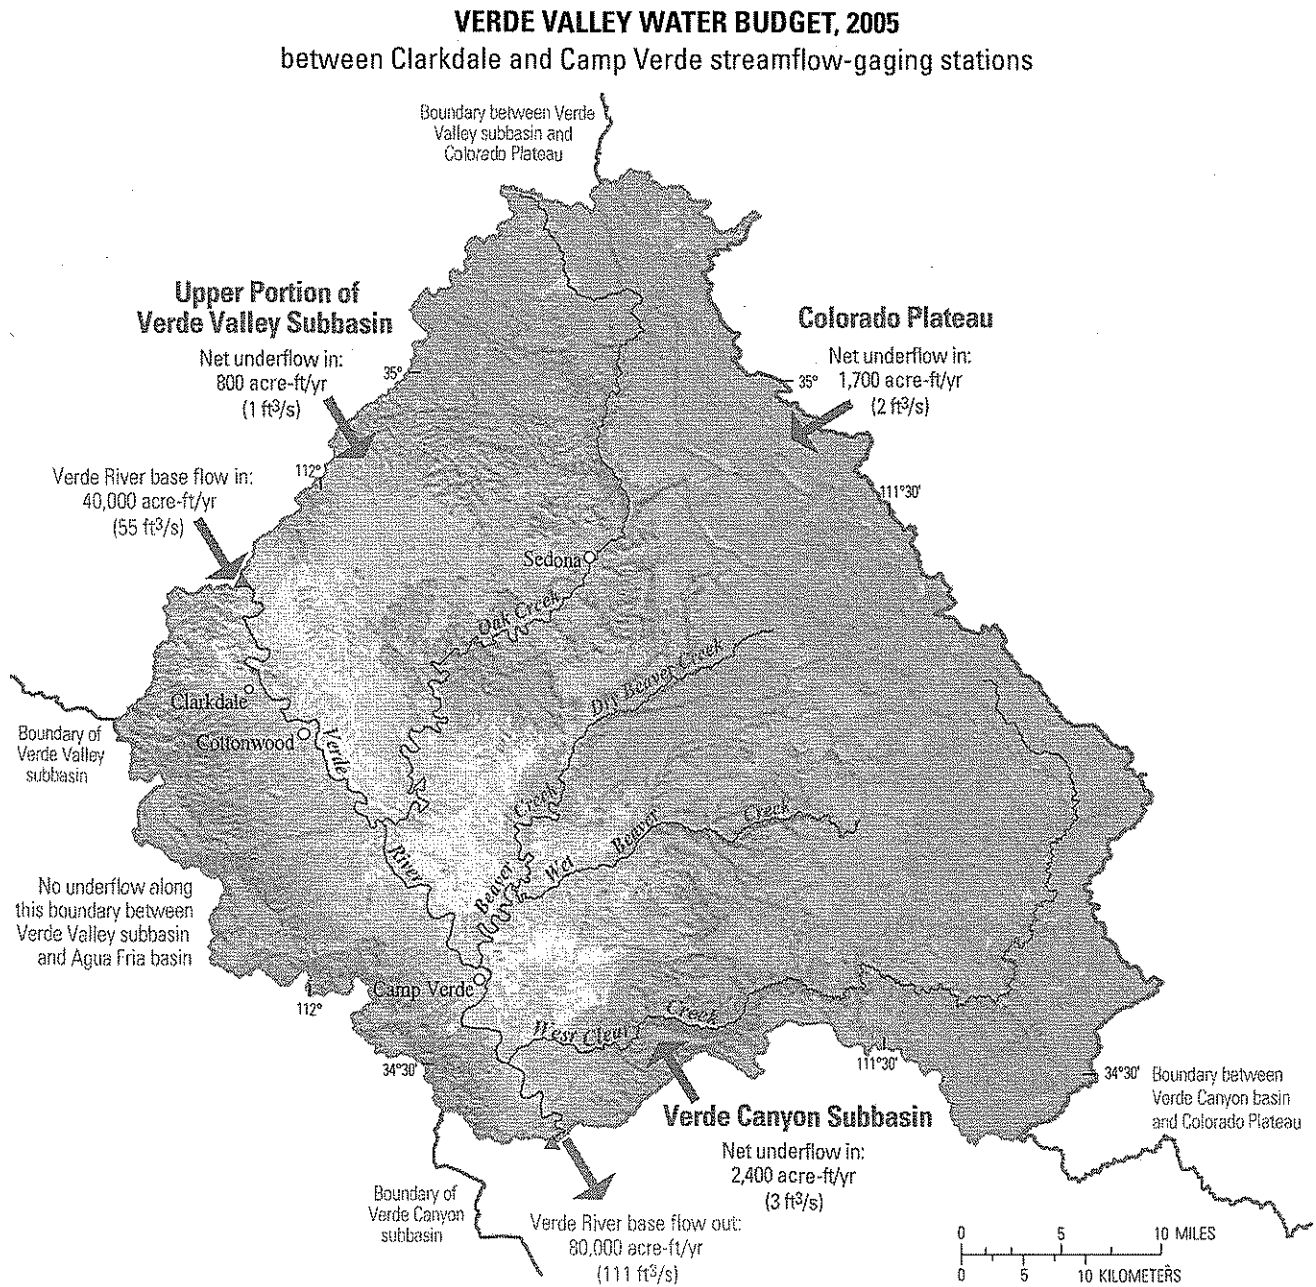 VERDE VALLEY WATER BUDGET, 2005
between Clarkdale and Camp Verde streamflow-gaging stations
Boundary between Verde
Valley subbasin and
Colorado Plateau
Upper Portion of
Verde Valley Subbasin
Net underflow in:
800 acre-ft/yr
(1 ft³/s)
35°
Colorado Plateau
Net underflow in:
1,700 acre-ft/yr
(2 ft³/s)
35°
Verde River base flow in:
40,000 acre-ft/yr
(55 ft³/s)
112°
111°30'
Sedona
Oak Creek
Dry Beaver Creek
Clarkdale
Cottonwood
Verde
River
Boundary of
Verde Valley
subbasin
Beaver
Creek
Wet
Beaver
Creek
No underflow along
this boundary between
Verde Valley subbasin
and Agua Fria basin
112°
Camp Verde
West Clear
Creek
34°30'
111°30'
34°30'
Boundary between
Verde Canyon basin
and Colorado Plateau
Verde Canyon Subbasin
Net underflow in:
2,400 acre-ft/yr
(3 ft³/s)
Boundary of
Verde Canyon
subbasin
Verde River base flow out:
80,000 acre-ft/yr
(111 ft³/s)
0 5 10 MILES
0 5 10 KILOMETERS